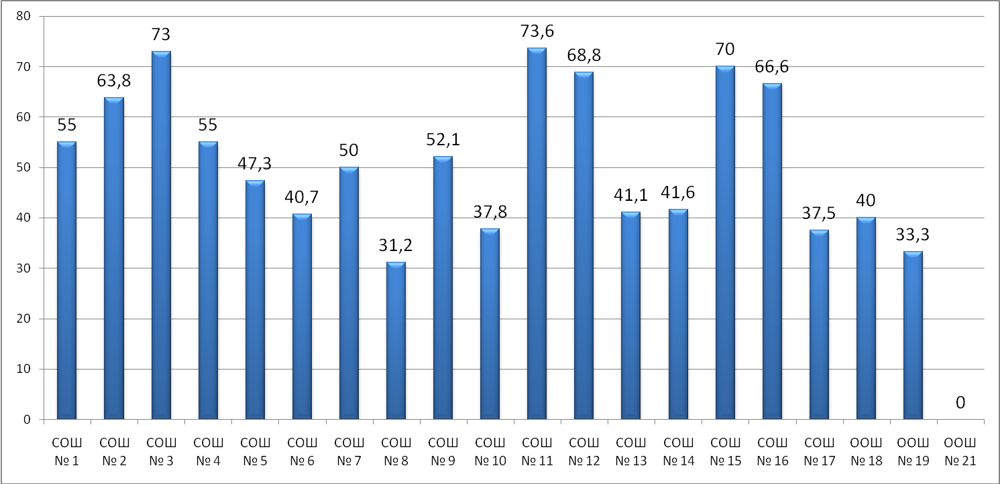 80
70
60
50
40
30
20
10
0
55
63,8
73
55
47,3
40,7
50
31,2
52,1
37,8
73,6
68,8
41,1
41,6
70
66,6
37,5
40
33,3
0
СОШ № 1
СОШ № 2
СОШ № 3
СОШ № 4
СОШ № 5
СОШ № 6
СОШ № 7
СОШ № 8
СОШ № 9
СОШ № 10
СОШ № 11
СОШ № 12
СОШ № 13
СОШ № 14
СОШ № 15
СОШ № 16
СОШ № 17
ООШ № 18
ООШ № 19
ООШ № 21